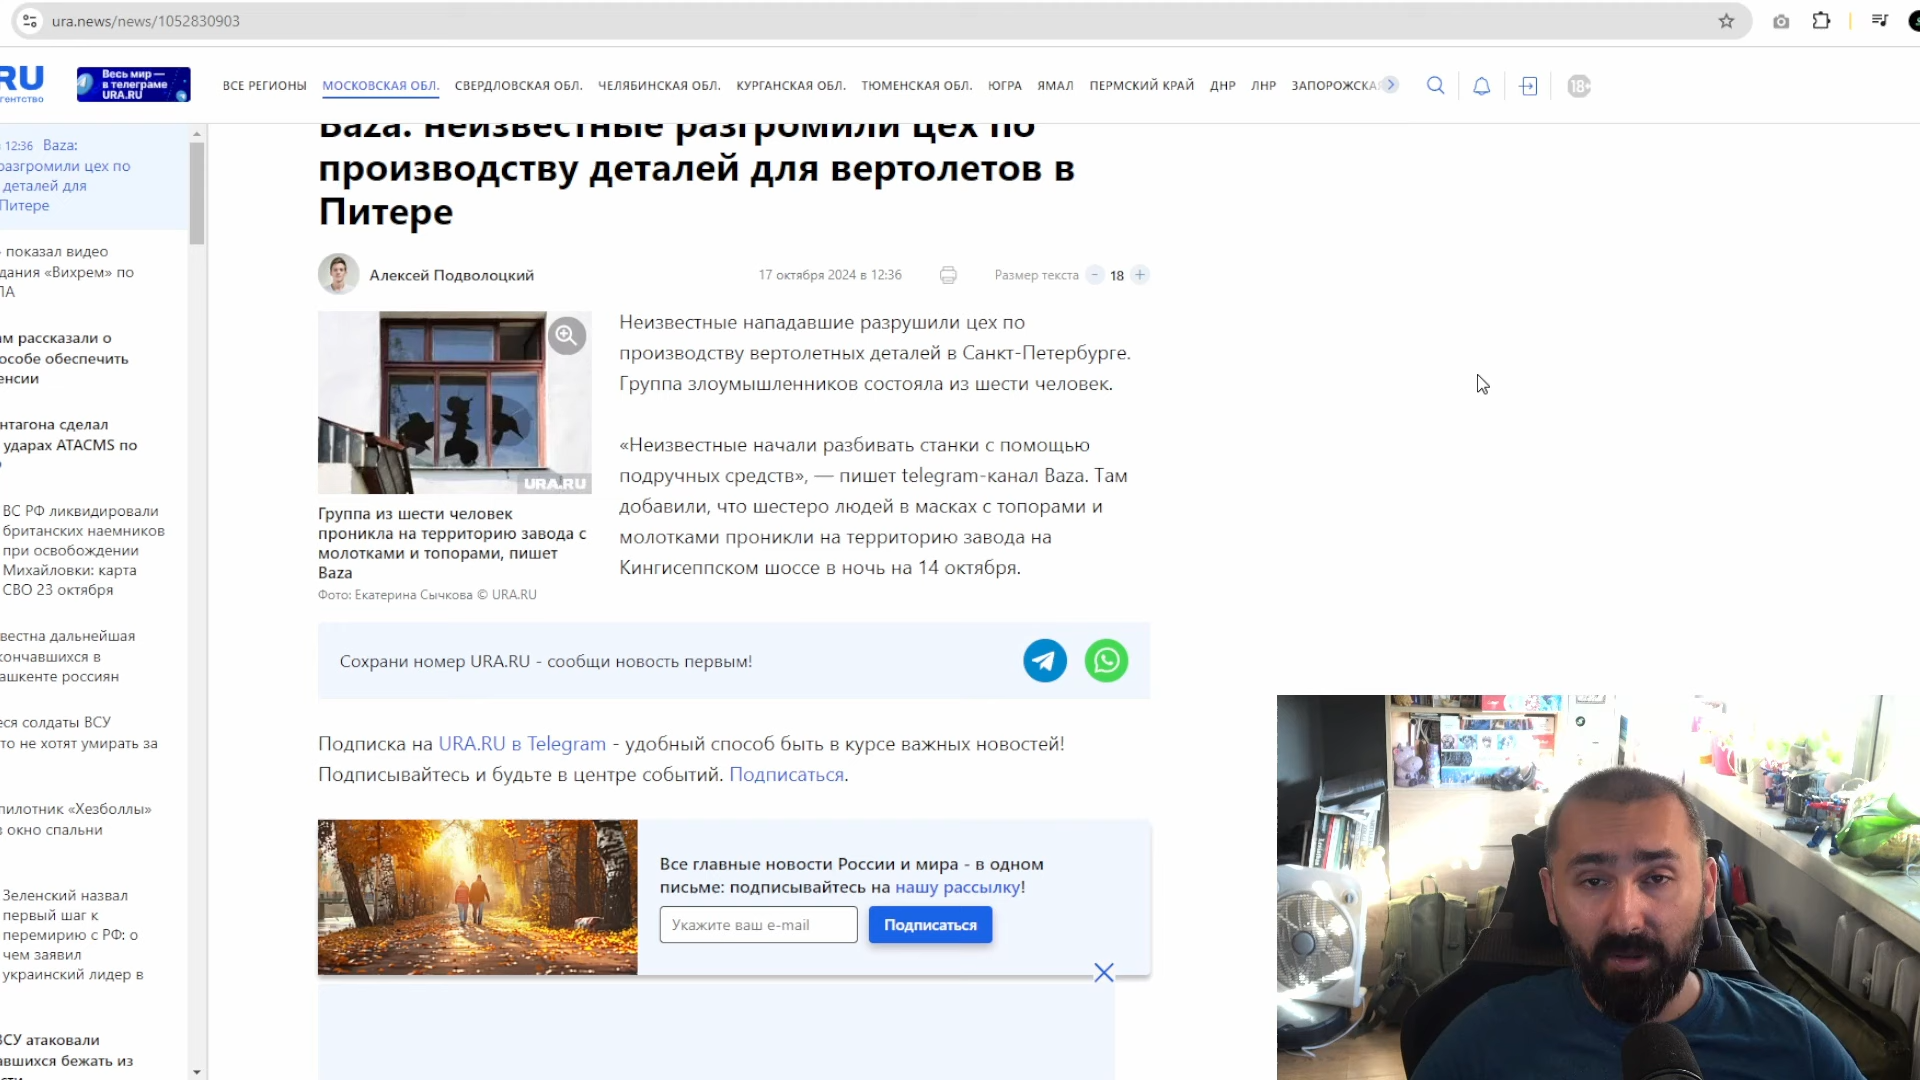 ura.news/news/1052830903
RU
гентство
Весь мир —
в телеграме
URA.RU
ВСЕ РЕГИОНЫ МОСКОВСКАЯ ОБЛ. СВЕРДЛОВСКАЯ ОБЛ. ЧЕЛЯБИНСКАЯ ОБЛ. КУРГАНСКАЯ ОБЛ. ТЮМЕНСКАЯ ОБЛ. ЮГРА ЯМАЛ ПЕРМСКИЙ КРАЙ ДНР ЛНР ЗАПОРОЖСКА
18+
12:36 Baza:
разгромили цех по
деталей для
Питере
показал видео
дания «Вихрем» по
ПА
ам рассказали о
особе обеспечить
енсии
нтагона сделал
ударах ATACMS по
ВС РФ ликвидировали
британских наемников
при освобождении
Михайловки: карта
СВО 23 октября
вестна дальнейшая
кончавшихся в
ашкенте россиян
еся солдаты ВСУ
то не хотят умирать за
пилотник «Хезболлы»
в окно спальни
Зеленский назвал
первый шаг к
перемирию с РФ: о
чем заявил
украинский лидер в
ВСУ атаковали
авшихся бежать из
Baza: неизвестные разгромили цех по
производству деталей для вертолетов в
Питере
Алексей Подволоцкий
17 октября 2024 в 12:36
Размер текста - 18 +
URA.RU
Группа из шести человек
проникла на территорию завода с
молотками и топорами, пишет
Baza
Фото: Екатерина Сычкова © URA.RU
Неизвестные нападавшие разрушили цех по
производству вертолетных деталей в Санкт-Петербурге.
Группа злоумышленников состояла из шести человек.
«Неизвестные начали разбивать станки с помощью
подручных средств», — пишет telegram-канал Baza. Там
добавили, что шестеро людей в масках с топорами и
молотками проникли на территорию завода на
Кингисеппском шоссе в ночь на 14 октября.
Сохрани номер URA.RU - сообщи новость первым!
Подписка на URA.RU в Telegram - удобный способ быть в курсе важных новостей!
Подписывайтесь и будьте в центре событий. Подписаться.
Все главные новости России и мира - в одном
письме: подписывайтесь на нашу рассылку!
Укажите ваш e-mail
Подписаться